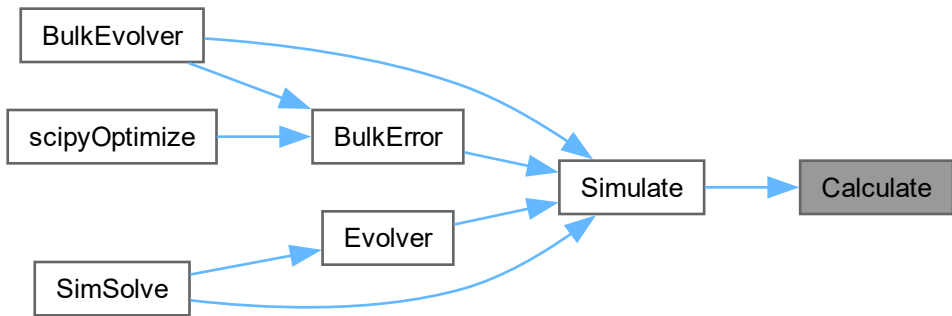 BulkEvolver
scipyOptimize
BulkError
Simulate
Calculate
Evolver
SimSolve